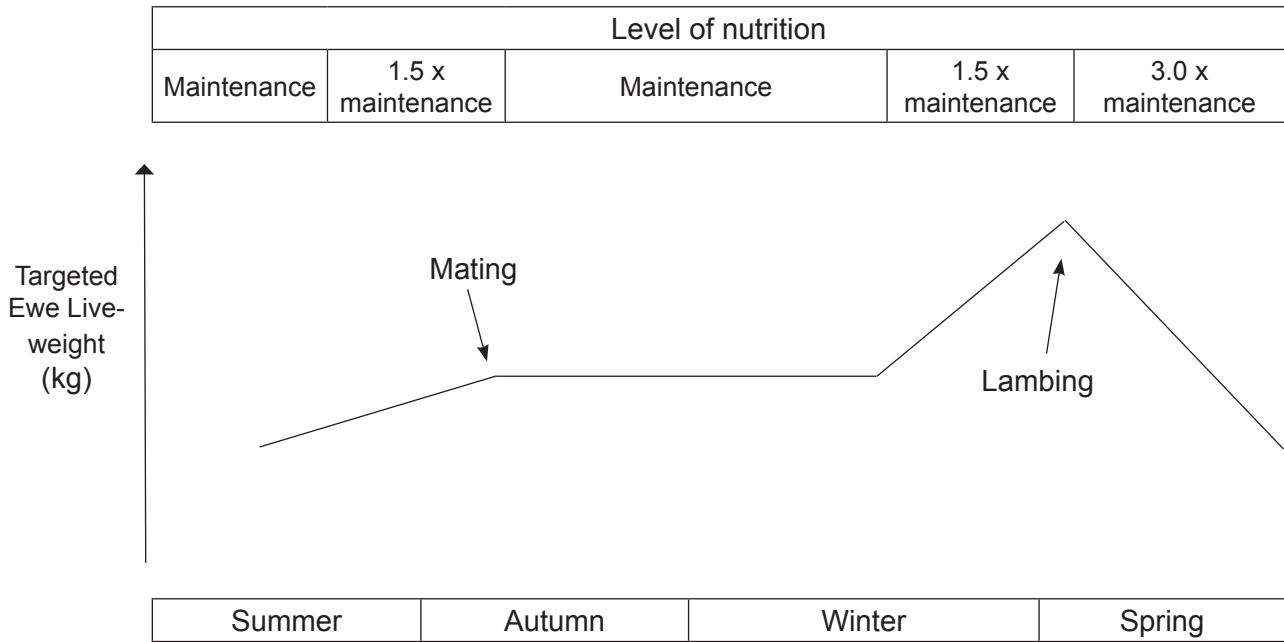 Level of nutrition
Maintenance
1.5 x
maintenance
Maintenance
1.5 x
maintenance
3.0 x
maintenance
Targeted
Ewe Live-
weight
(kg)
Mating
Lambing
Summer
Autumn
Winter
Spring